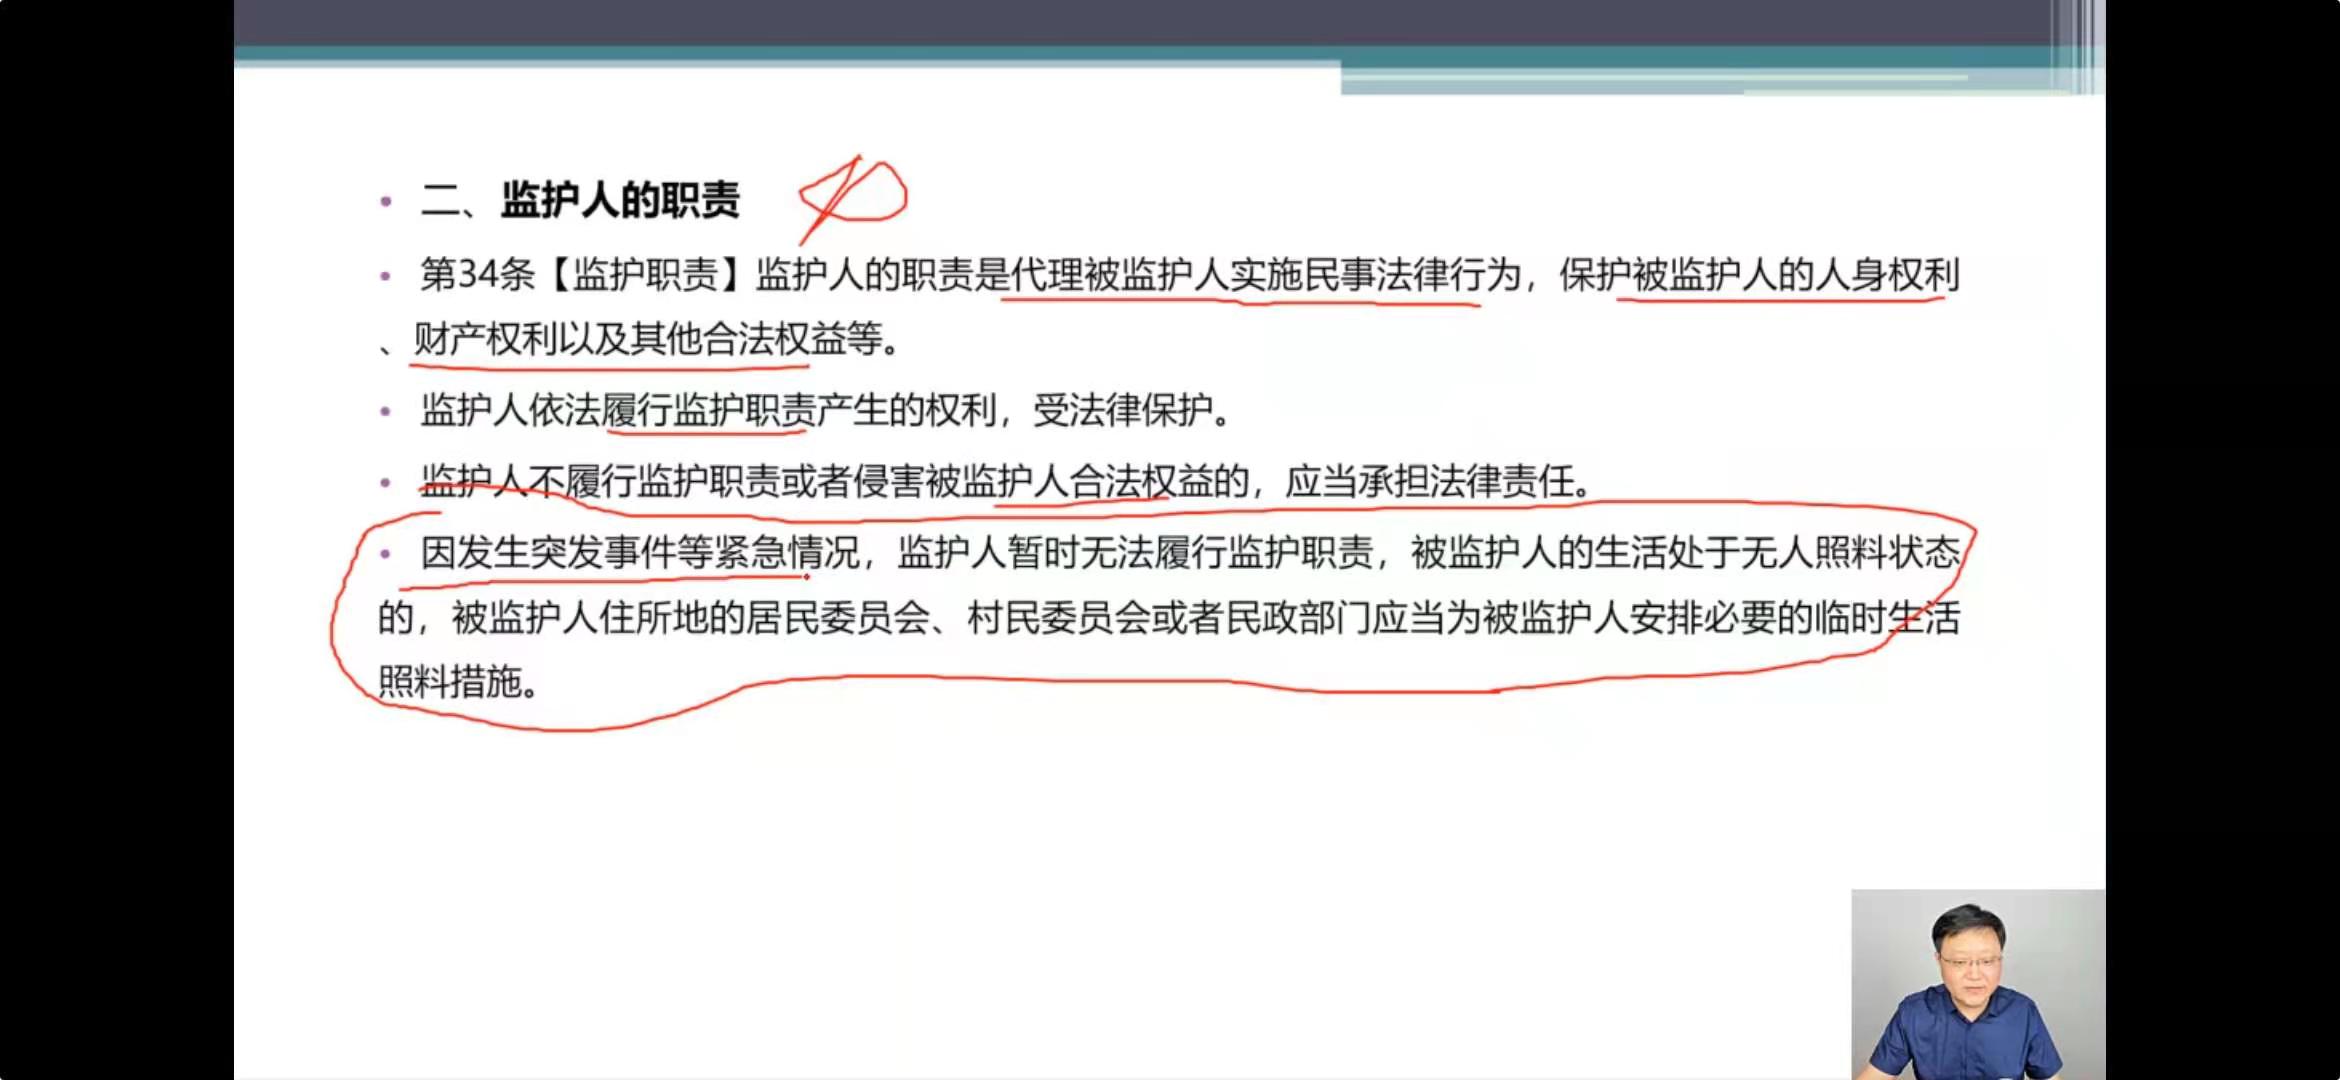 • 二、监护人的职责
• 第34条【监护职责】监护人的职责是代理被监护人实施民事法律行为，保护被监护人的人身权利
、财产权利以及其他合法权益等。
• 监护人依法履行监护职责产生的权利，受法律保护。
• 监护人不履行监护职责或者侵害被监护人合法权益的，应当承担法律责任。
• 因发生突发事件等紧急情况，监护人暂时无法履行监护职责，被监护人的生活处于无人照料状态
的，被监护人住所地的居民委员会、村民委员会或者民政部门应当为被监护人安排必要的临时生活
照料措施。